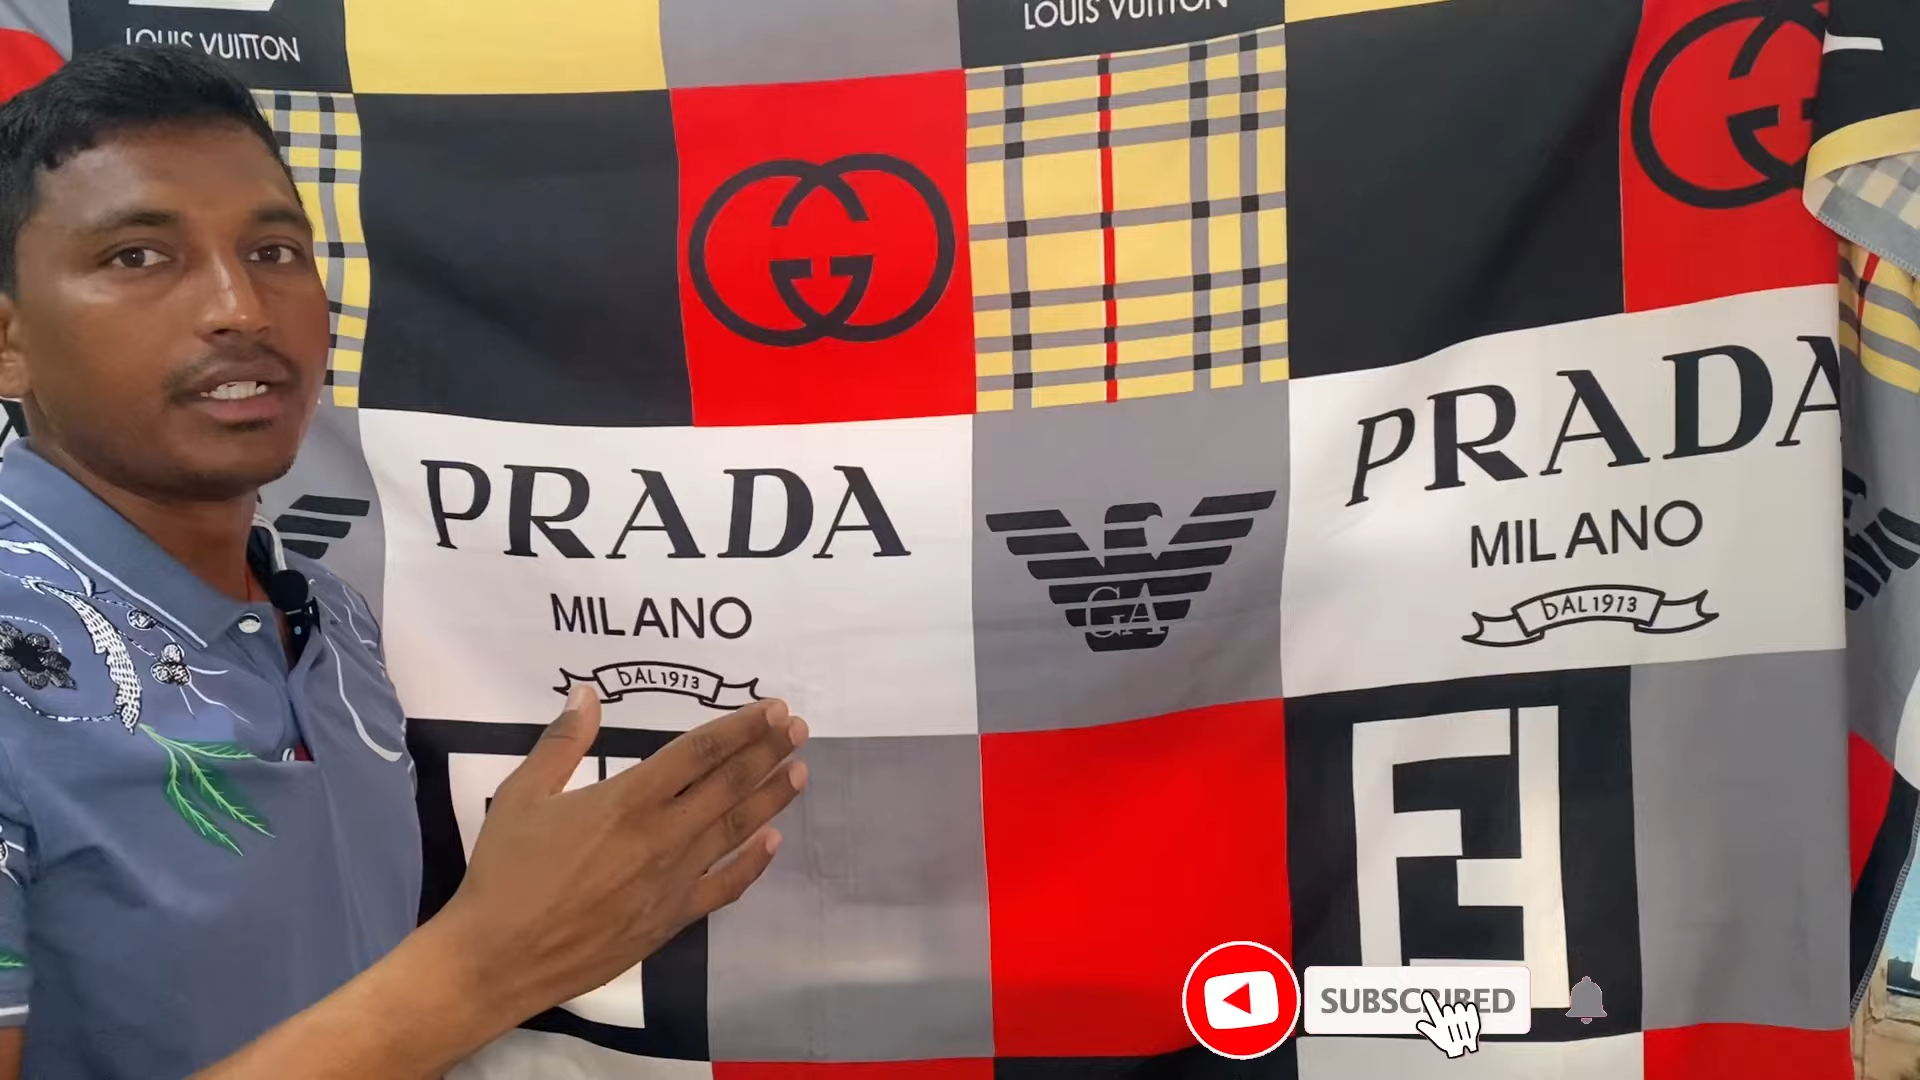 LOUIS VUITTON
LOUIS VUITTON
PRADA
MILANO
DAL 1913
GA
PRADA
MILANO
DAL 1913
SUBSCRIBED